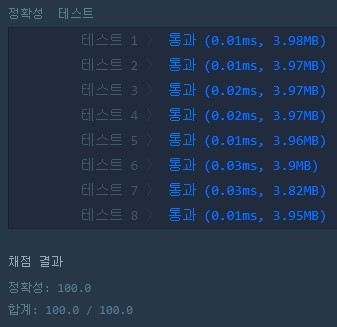 정확성 테스트
테스트 1 〉 통과 (0.01ms, 3.98MB)
테스트 2 〉 통과 (0.01ms, 3.97MB)
테스트 3 〉 통과 (0.02ms, 3.97MB)
테스트 4 〉 통과 (0.02ms, 3.97MB)
테스트 5 〉 통과 (0.01ms, 3.96MB)
테스트 6 〉 통과 (0.03ms, 3.9MB)
테스트 7 〉 통과 (0.03ms, 3.82MB)
테스트 8 〉 통과 (0.01ms, 3.95MB)
채점 결과
정확성: 100.0
합계: 100.0 / 100.0